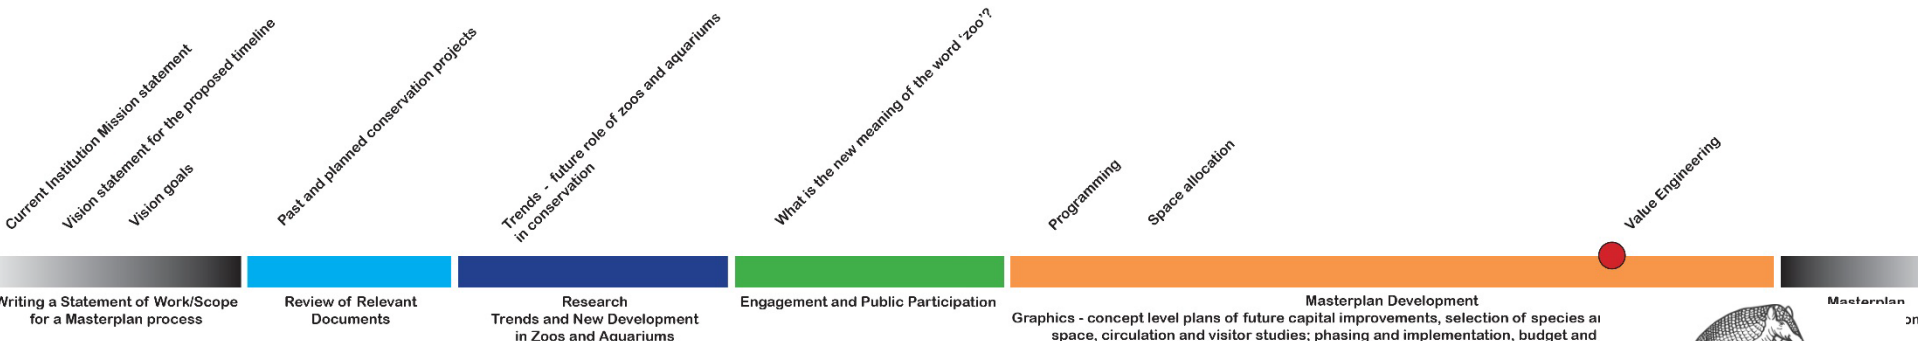 Current Institution Mission statement
Vision statement for the proposed timeline
Vision goals
Past and planned conservation projects
Trends - future role of zoos and aquariums
in conservation
What is the new meaning of the word ‘zoo’?
Programming
Space allocation
Value Engineering
Writing a Statement of Work/Scope
for a Masterplan process
Review of Relevant
Documents
Research
Trends and New Development
in Zoos and Aquariums
Engagement and Public Participation
Masterplan Development
Graphics - concept level plans of future capital improvements, selection of species
space, circulation and visitor studies; phasing and implementation, budget and
Masterplan